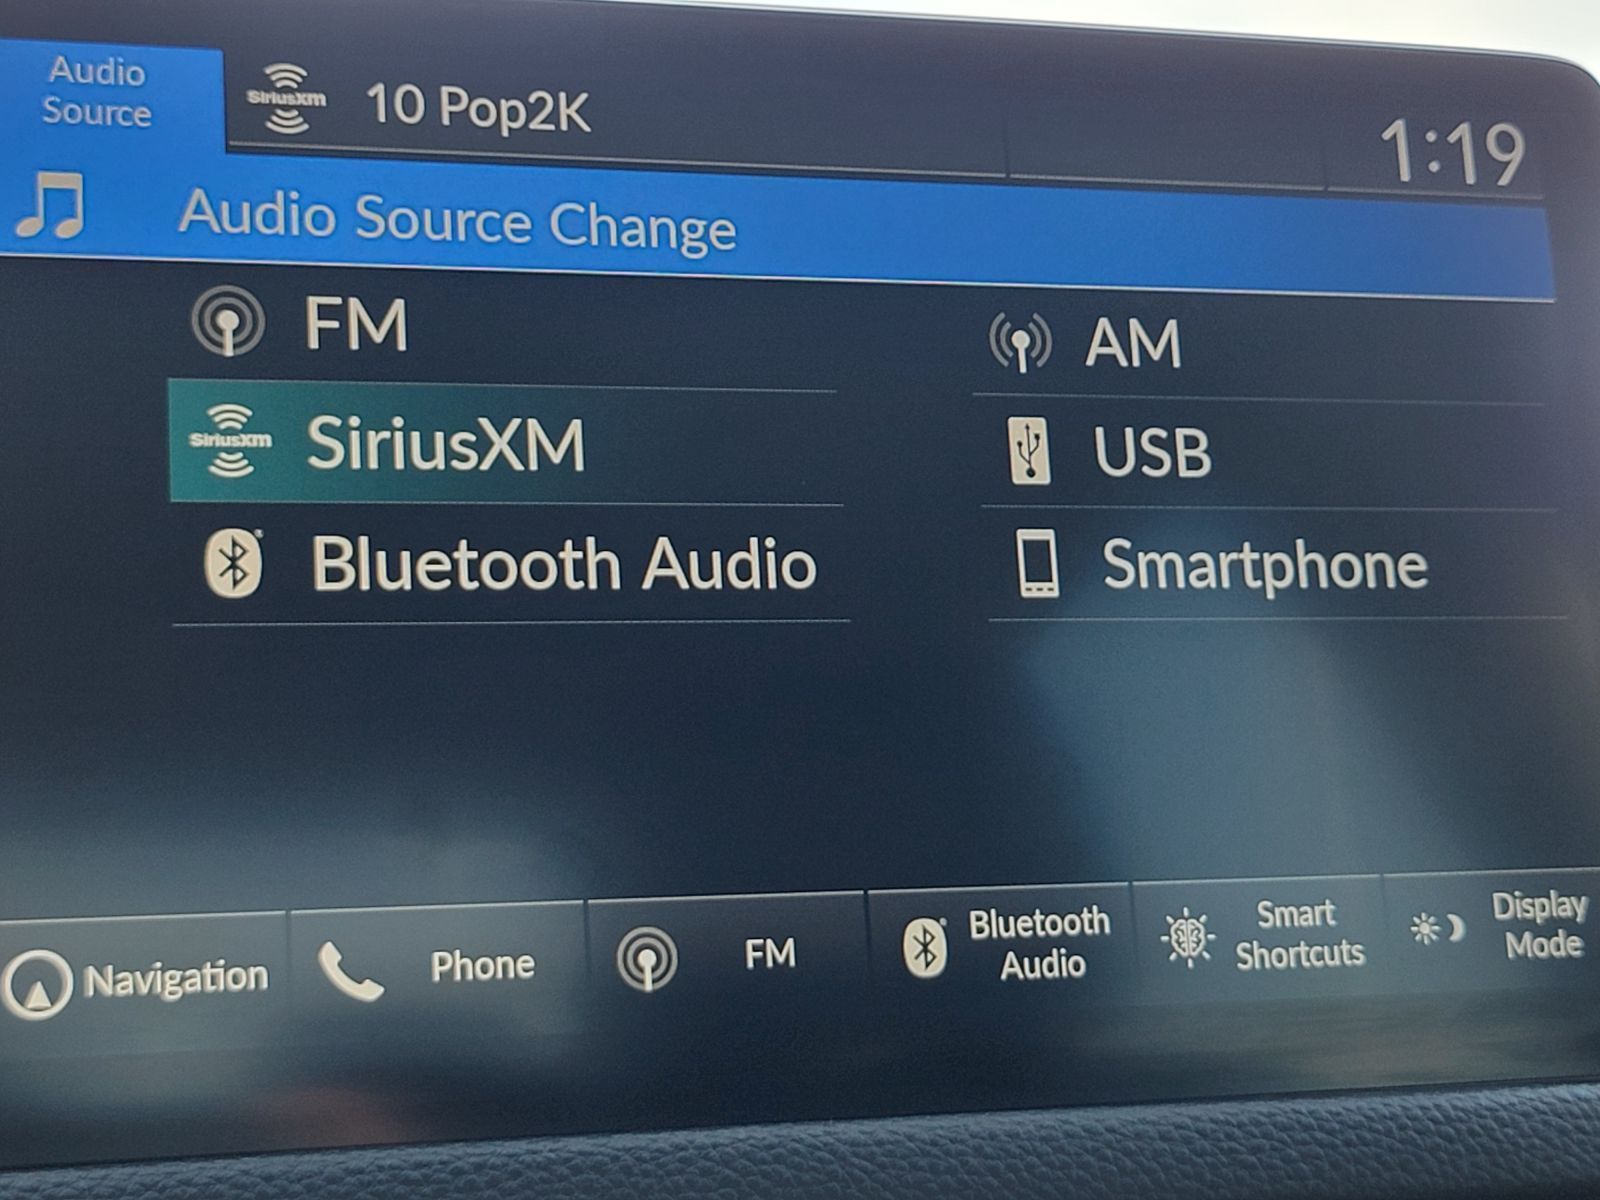 Audio
Source
SiriusXM
10 Pop2K
1:19
Audio Source Change
FM
AM
SiriusXM
SiriusXM
USB
Bluetooth Audio
Smartphone
Navigation
Phone
FM
Bluetooth
Audio
Smart
Shortcuts
Display
Mode